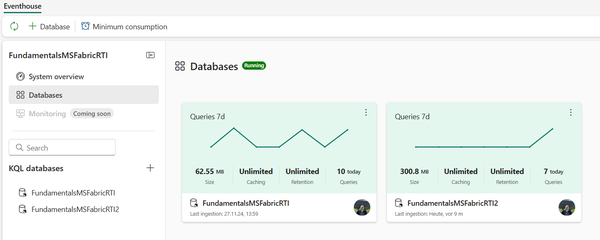 Eventhouse
Database
Minimum consumption
FundamentalsMSFabricRTI
System overview
Databases
Monitoring Coming soon
Search
KQL databases
FundamentalsMSFabricRTI
FundamentalsMSFabricRTI2
Databases Running
Queries 7d
62.55 MB Unlimited Unlimited 10 today
Size Caching Retention Queries
FundamentalsMSFabricRTI
Last ingestion: 27.11.24, 13:59
Queries 7d
300.8 MB Unlimited Unlimited 7 today
Size Caching Retention Queries
FundamentalsMSFabricRTI2
Last ingestion: Heute, vor 9 m